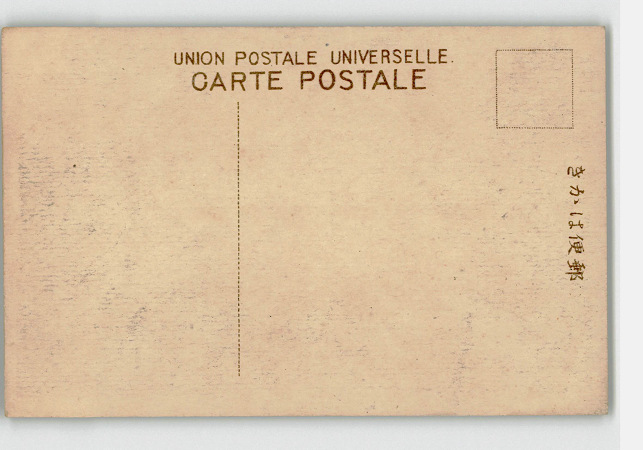 UNION POSTALE UNIVERSELLE.
CARTE POSTALE
きかは便郵